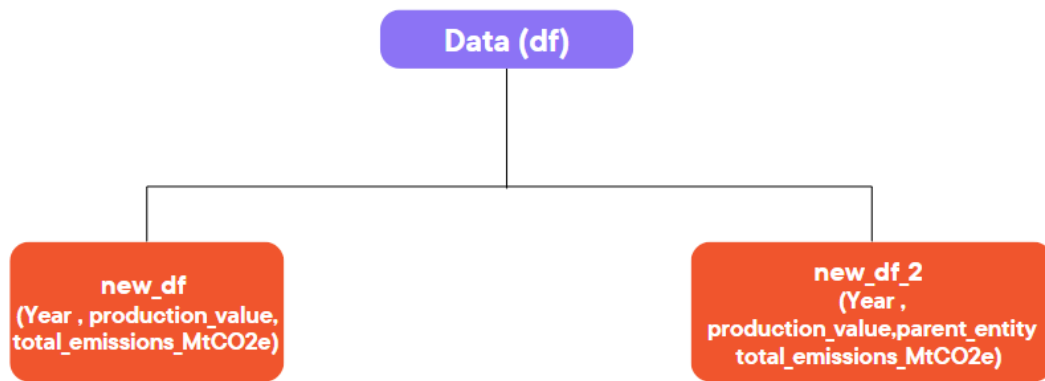 Data (df)
new_df
(Year , production_value,
total_emissions_MtCO2e)
new_df_2
(Year ,
production_value,parent_entity
total_emissions_MtCO2e)